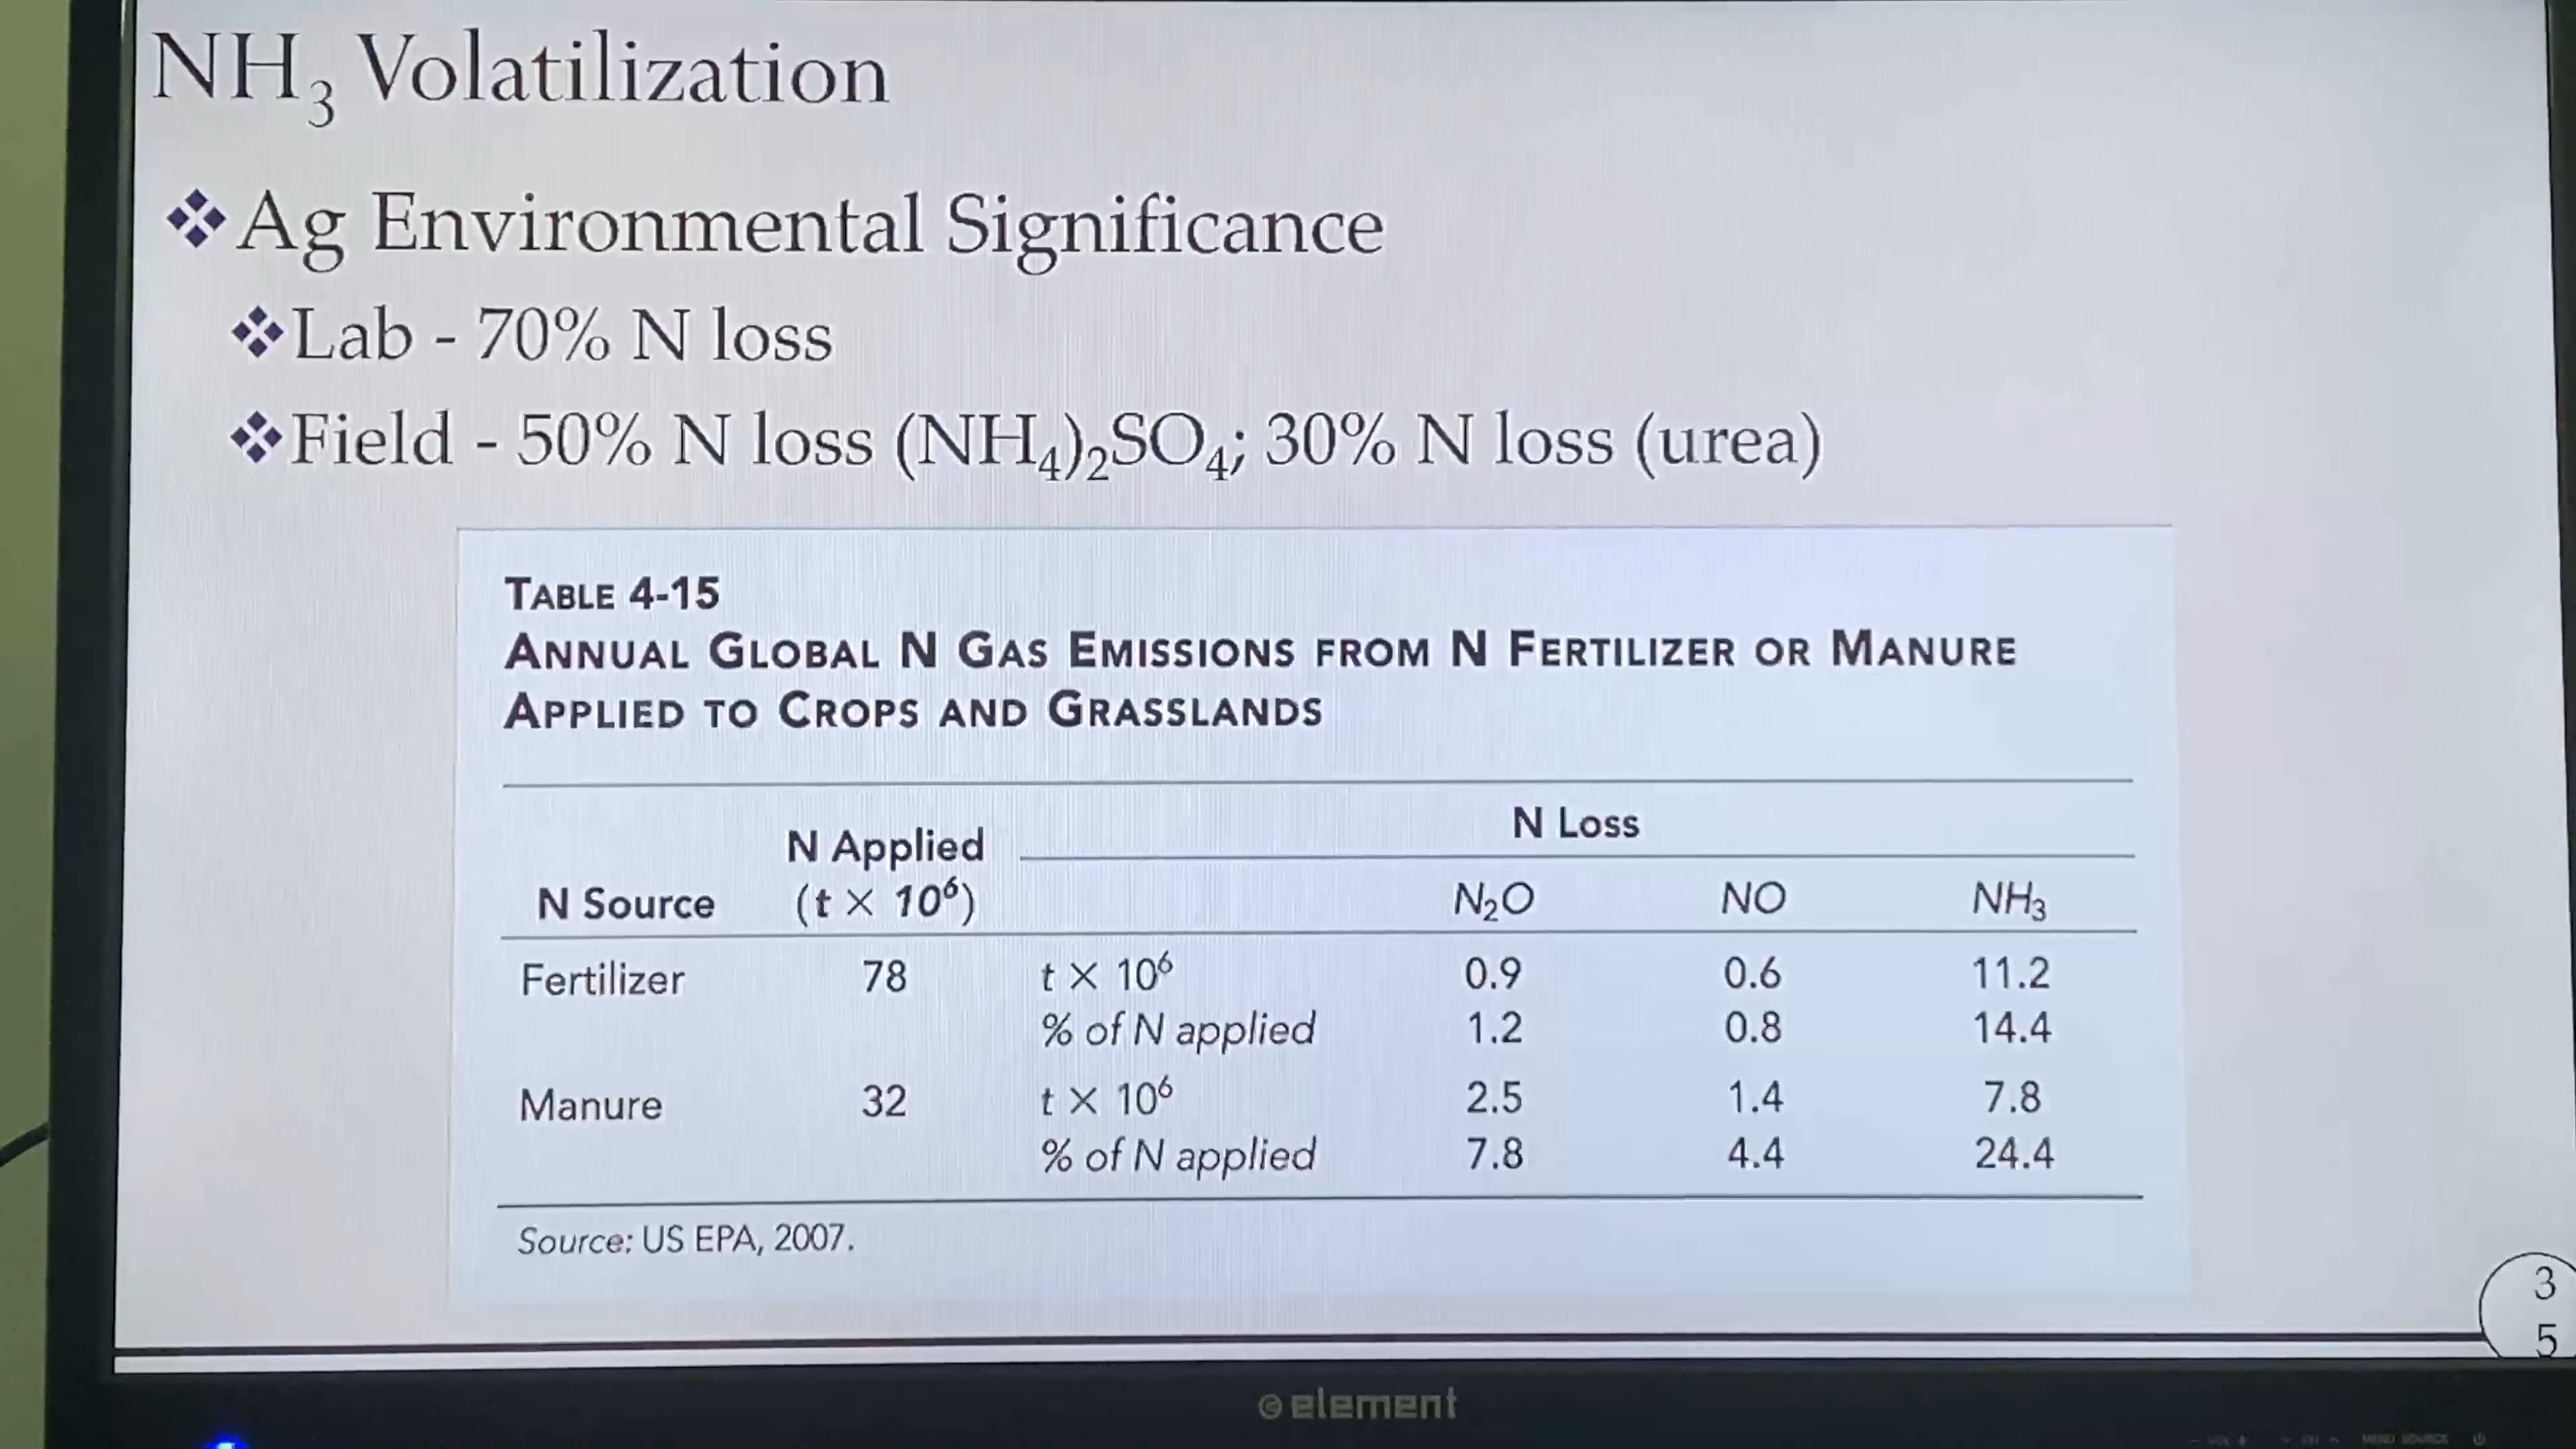 NH₃ Volatilization
❖Ag Environmental Significance
❖Lab - 70% N loss
❖Field - 50% N loss (NH₄)₂SO₄; 30% N loss (urea)
TABLE 4-15
ANNUAL GLOBAL N GAS EMISSIONS FROM N FERTILIZER OR MANURE
APPLIED TO CROPS AND GRASSLANDS
N Loss
N Applied
N Source (t × 10⁶) N₂O NO NH₃
Fertilizer 78 t × 10⁶ 0.9 0.6 11.2
% of N applied 1.2 0.8 14.4
Manure 32 t × 10⁶ 2.5 1.4 7.8
% of N applied 7.8 4.4 24.4
Source: US EPA, 2007.
3
5
element